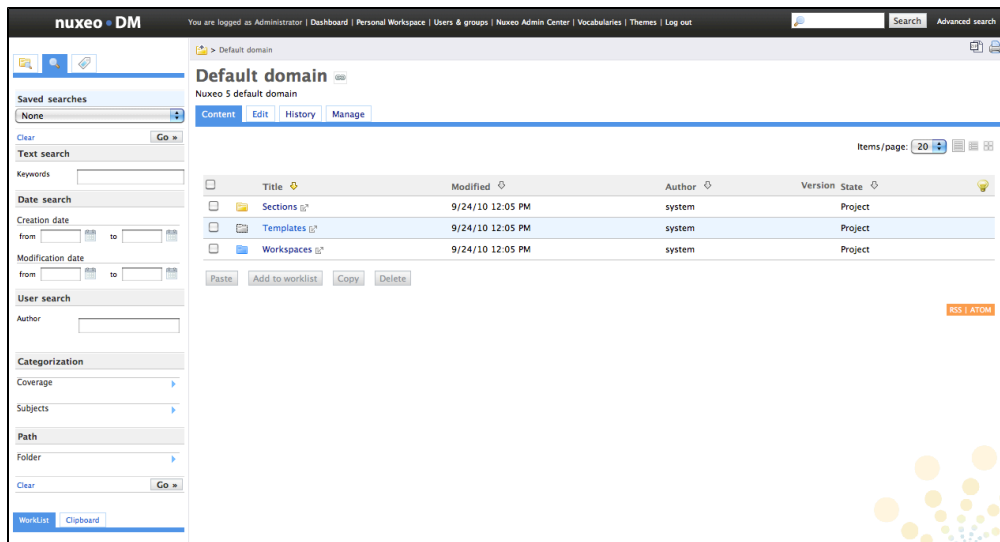 nuxeo • DM
You are logged as Administrator | Dashboard | Personal Workspace | Users & groups | Nuxeo Admin Center | Vocabularies | Themes | Log out
Search
Advanced search
> Default domain
Default domain
Nuxeo 5 default domain
Content Edit History Manage
Items/page: 20
Title Modified Author Version State
Sections 9/24/10 12:05 PM system Project
Templates 9/24/10 12:05 PM system Project
Workspaces 9/24/10 12:05 PM system Project
Paste Add to worklist Copy Delete
RSS | ATOM
Saved searches
None
Clear Go »
Text search
Keywords
Date search
Creation date
from to
Modification date
from to
User search
Author
Categorization
Coverage
Subjects
Path
Folder
Clear Go »
WorkList Clipboard